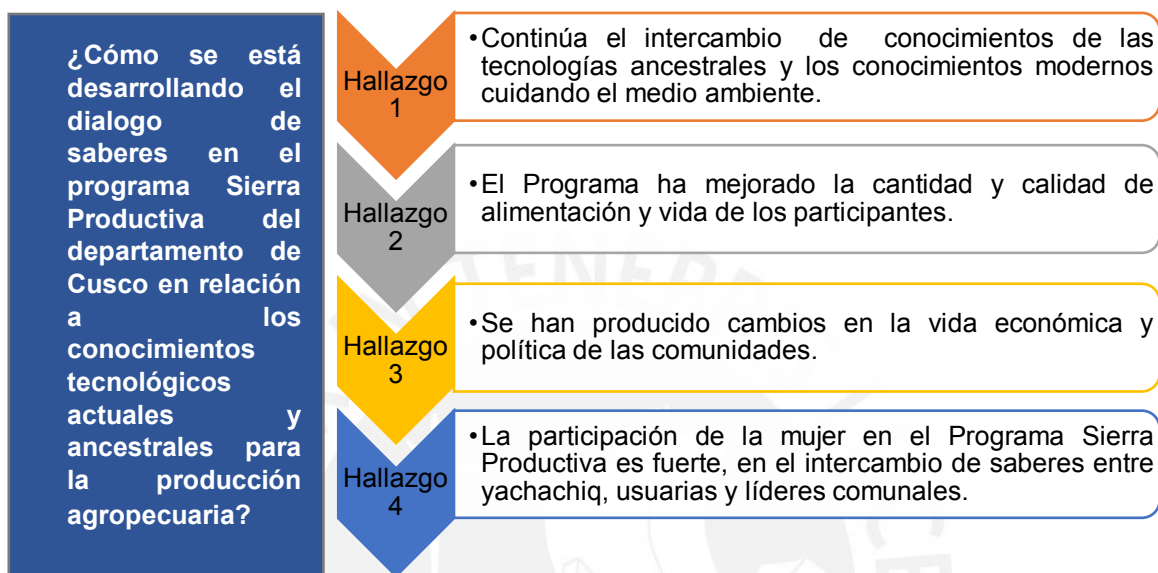 ¿Cómo se está
desarrollando el
dialogo de
saberes en el
programa Sierra
Productiva del
departamento de
Cusco en relación
a los
conocimientos
tecnológicos
actuales y
ancestrales para
la producción
agropecuaria?
Hallazgo
1
•Continúa el intercambio de conocimientos de las
tecnologías ancestrales y los conocimientos modernos
cuidando el medio ambiente.
Hallazgo
2
•El Programa ha mejorado la cantidad y calidad de
alimentación y vida de los participantes.
Hallazgo
3
•Se han producido cambios en la vida económica y
política de las comunidades.
Hallazgo
4
•La participación de la mujer en el Programa Sierra
Productiva es fuerte, en el intercambio de saberes entre
yachachiq, usuarias y líderes comunales.